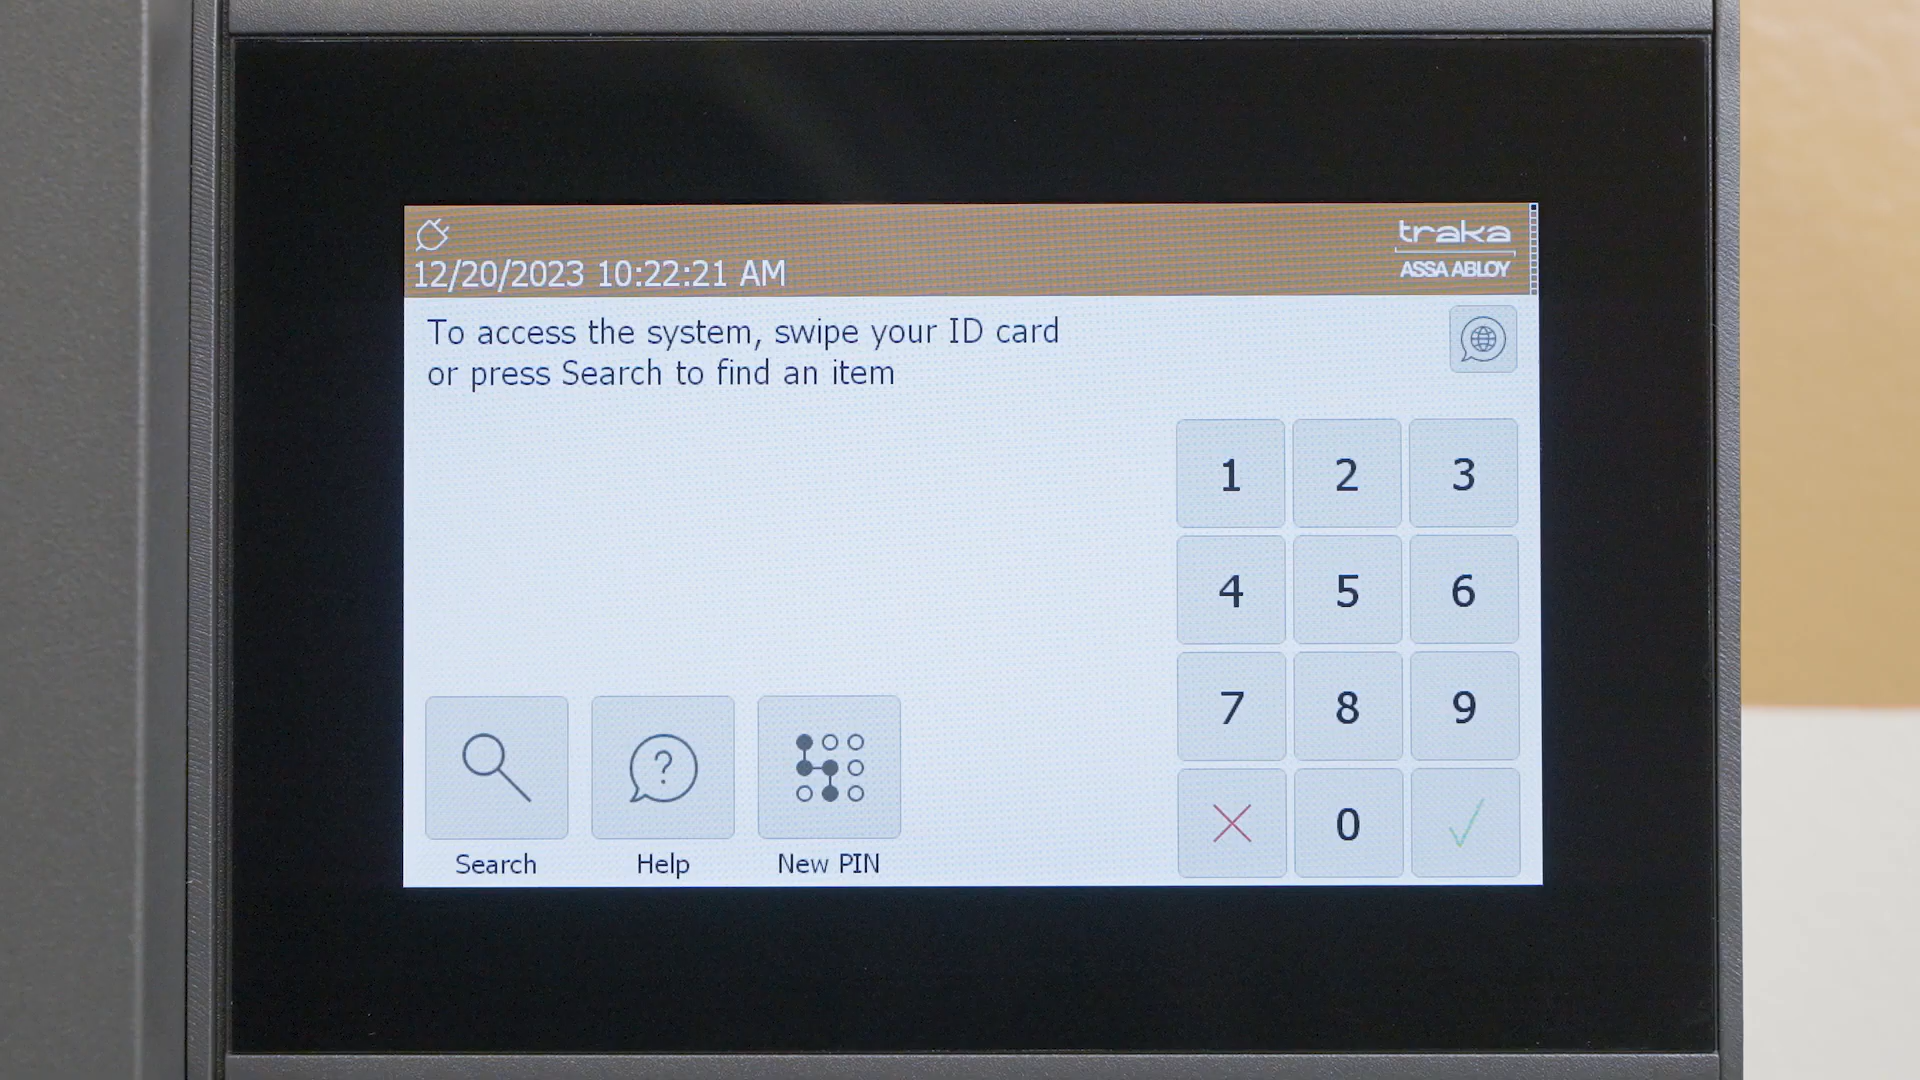 traka
12/20/2023 10:22:21 AM
ASSA ABLOY
To access the system, swipe your ID card
or press Search to find an item
1 2 3
4 5 6
7 8 9
0
Search Help New PIN